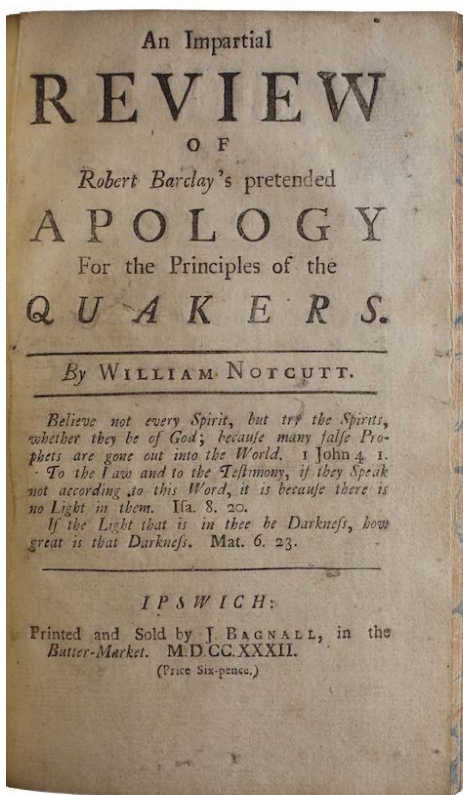 An Impartial
REVIEW
OF
Robert Barclay's pretended
APOLOGY
For the Principles of the
QUAKERS.
By WILLIAM NOTCUTT.
Believe not every Spirit, but try the Spirits,
whether they be of God; becauſe many falſe Pro-
phets are gone out into the World. 1 John 4 1.
To the Law and to the Teſtimony, if they Speak
not according to this Word, it is becauſe there is
no Light in them. Iſa. 8. 20.
If the Light that is in thee be Darkneſs, how
great is that Darkneſs. Mat. 6. 23.
IPSWICH:
Printed and Sold by J. BAGNALL, in the
Butter-Market. M.D.CC.XXXII.
(Price Six-pence.)